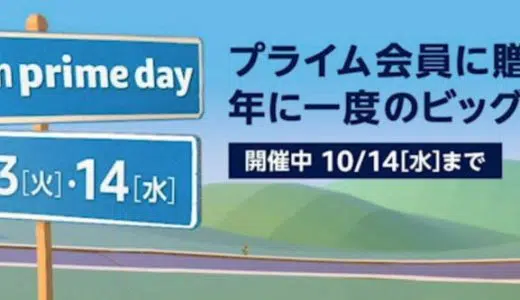 n prime day
3[火]・14[水]
プライム会員に贈
年に一度のビッグ
開催中 10/14[水]まで